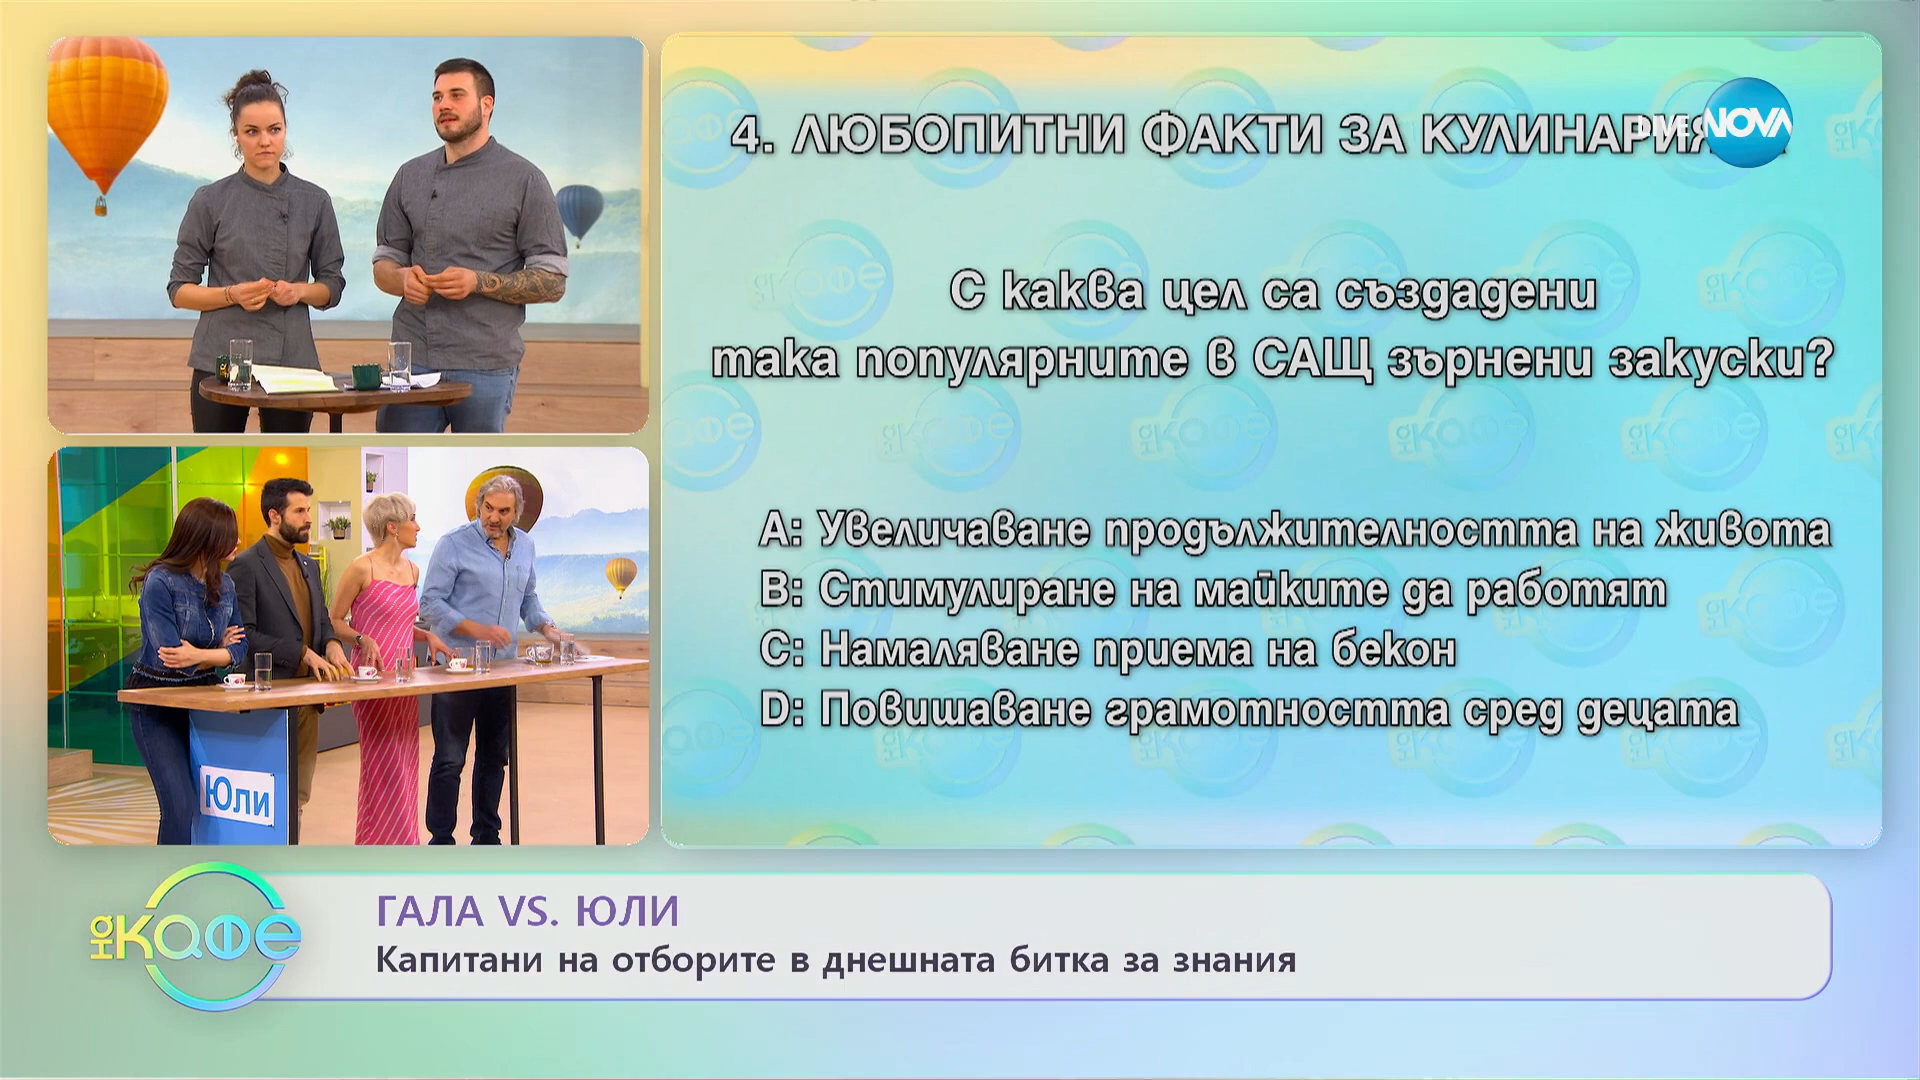 4. ЛЮБОПИТНИ ФАКТИ ЗА КУЛИНАРИЯ
LIVE NOVA
С каква цел са създадени
така популярните в САЩ зърнени закуски?
A: Увеличаване продължителността на живота
B: Стимулиране на майките да работят
C: Намаляване приема на бекон
D: Повишаване грамотността сред децата
Юли
на кафе
ГАЛА VS. ЮЛИ
Капитани на отборите в днешната битка за знания